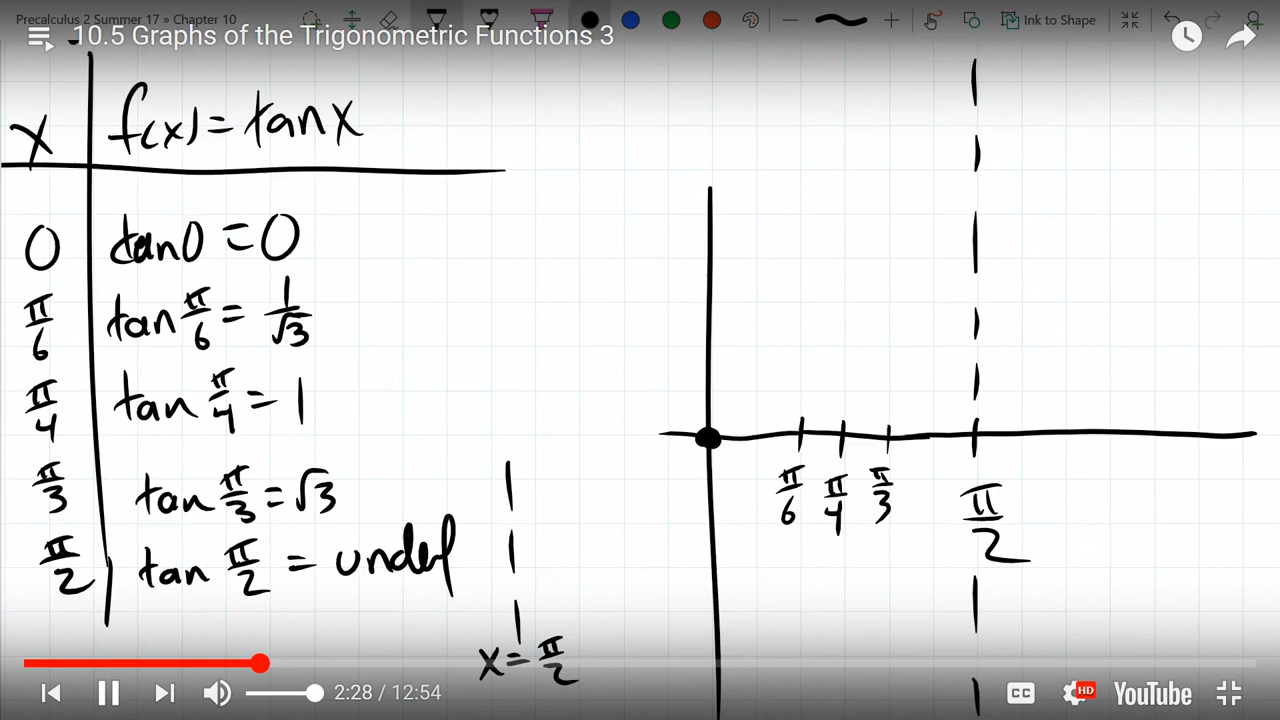 Precalculus 2 Summer 17 » Chapter 10
Ink to Shape
10.5 Graphs of the Trigonometric Functions 3
x f(x) = tan x
0 tan 0 = 0
π/6 tan π/6 = 1/√3
π/4 tan π/4 = 1
π/3 tan π/3 = √3
π/2 tan π/2 = undef
x = π/2
π/6 π/4 π/3 π/2
2:28 / 12:54
CC HD YouTube